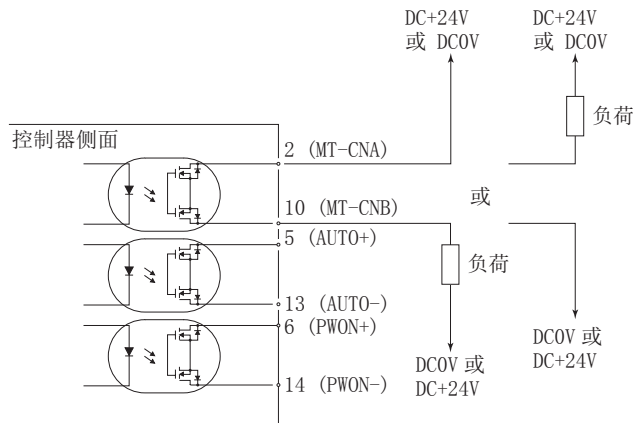 DC+24V
或 DC0V
DC+24V
或 DC0V
负荷
控制器侧面
2 (MT-CNA)
或
10 (MT-CNB)
5 (AUTO+)
负荷
13 (AUTO-)
6 (PWON+)
DC0V 或
DC+24V
DC0V 或
DC+24V
14 (PWON-)